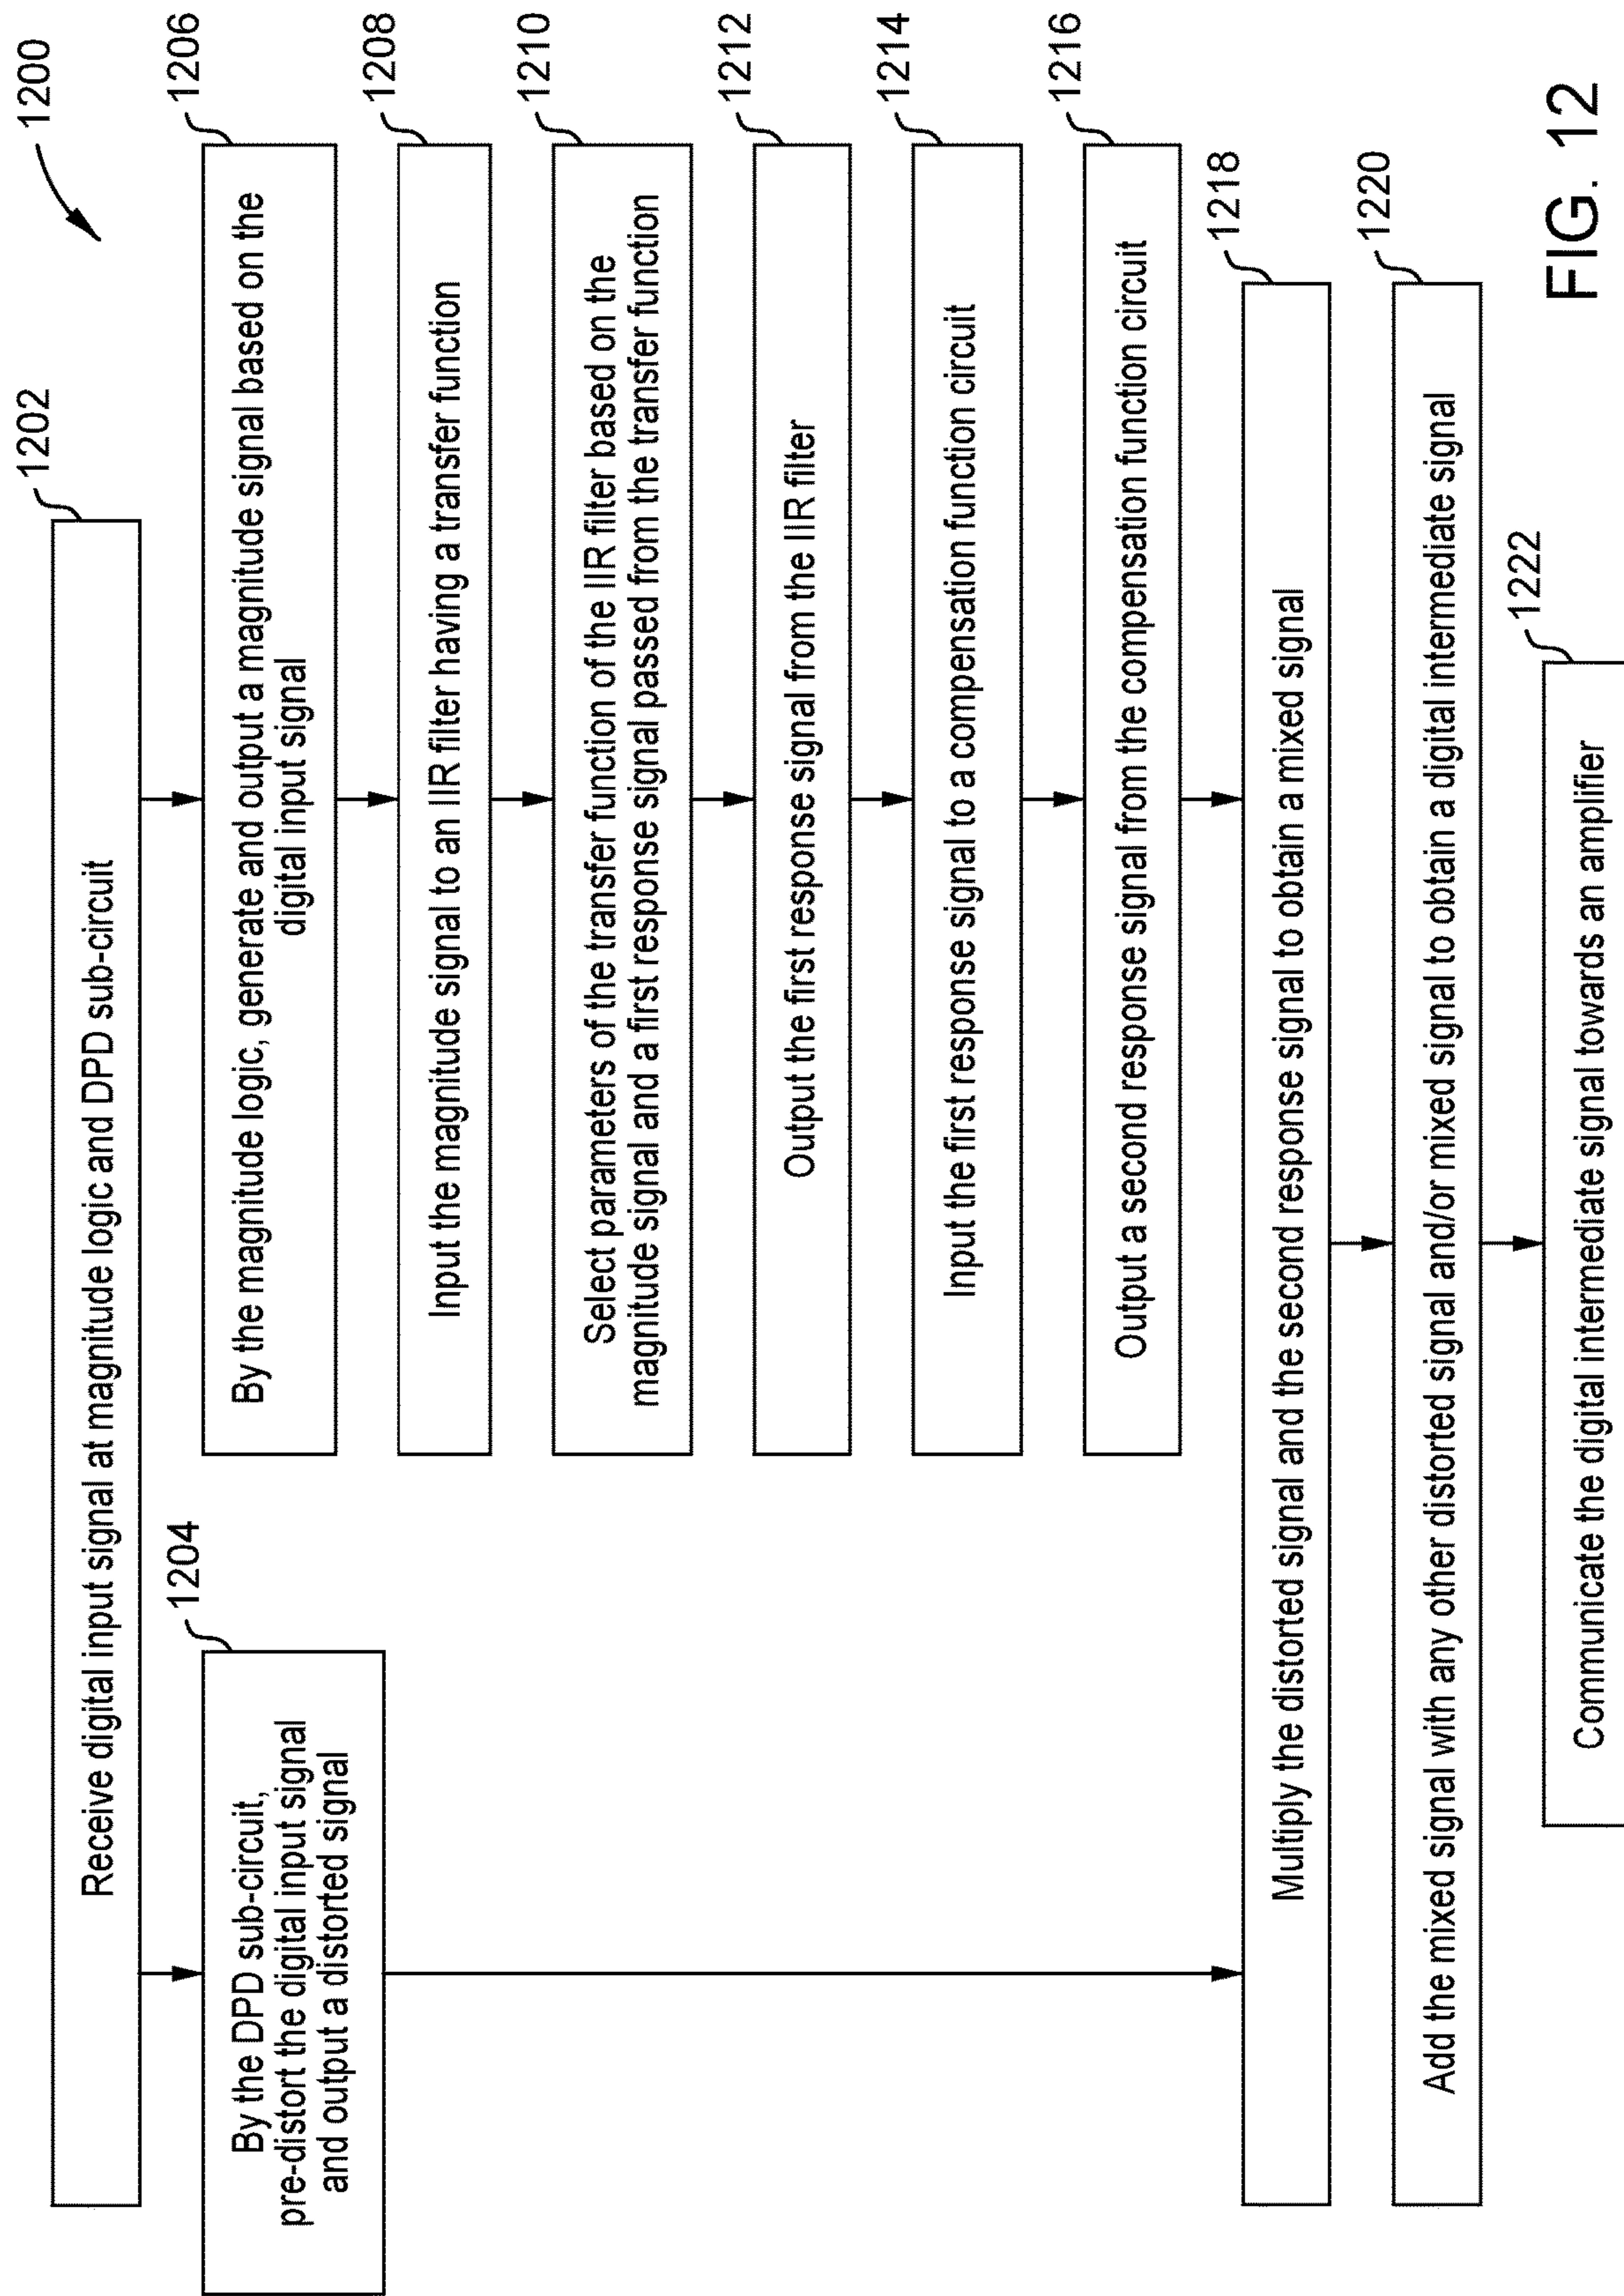 1200
1202
Receive digital input signal at magnitude logic and DPD sub-circuit
1204
By the DPD sub-circuit,
pre-distort the digital input signal
and output a distorted signal
1206
By the magnitude logic, generate and output a magnitude signal based on the
digital input signal
1208
Input the magnitude signal to an IIR filter having a transfer function
1210
Select parameters of the transfer function of the IIR filter based on the
magnitude signal and a first response signal passed from the transfer function
1212
Output the first response signal from the IIR filter
1214
Input the first response signal to a compensation function circuit
1216
Output a second response signal from the compensation function circuit
1218
Multiply the distorted signal and the second response signal to obtain a mixed signal
1220
Add the mixed signal with any other distorted signal and/or mixed signal to obtain a digital intermediate signal
1222
Communicate the digital intermediate signal towards an amplifier
FIG. 12